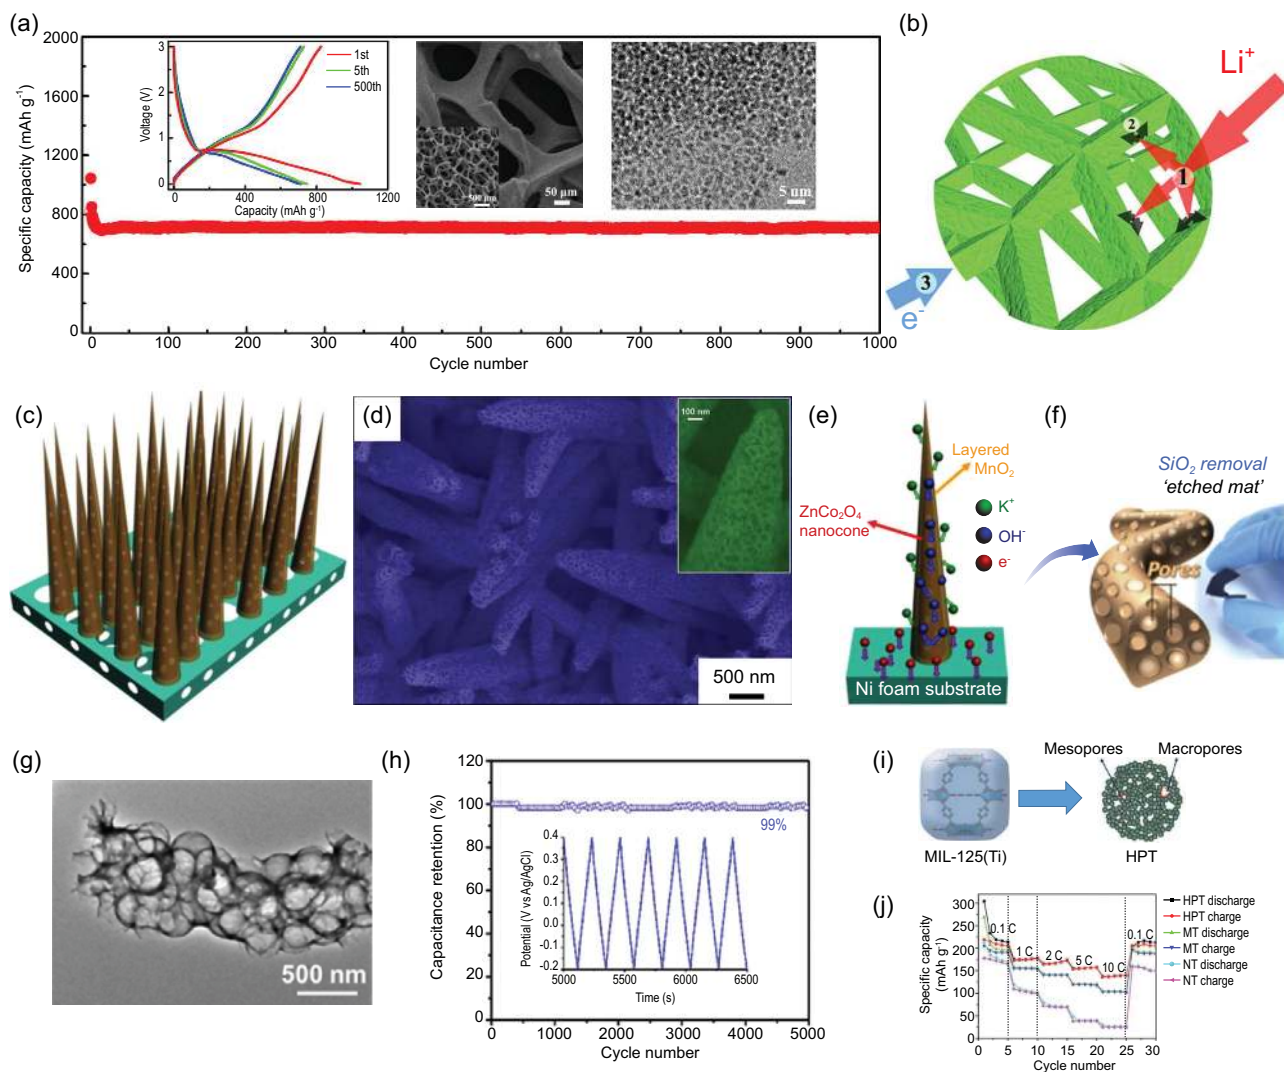 (a)
2000
1600
1200
800
400
0
Specific capacity (mAh g⁻¹)
0 100 200 300 400 500 600 700 800 900 1000
Cycle number
3
2
1
0
Voltage (V)
0 400 800 1200
Capacity (mAh g⁻¹)
1st
5th
500th
500 nm
50 μm
5 um
(b)
Li⁺
2
1
3
e⁻
(c)
(d)
100 nm
500 nm
(e)
Layered
MnO₂
ZnCo₂O₄
nanocone
K⁺
OH⁻
e⁻
Ni foam substrate
(f)
SiO₂ removal
'etched mat'
Pores
(g)
500 nm
(h)
120
100
80
60
40
20
0
Capacitance retention (%)
99%
0 1000 2000 3000 4000 5000
Cycle number
0.4
0.3
0.2
0.1
0.0
-0.1
-0.2
Potential (V vs Ag/AgCl)
5000 5500 6000 6500
Time (s)
(i)
Mesopores Macropores
MIL-125(Ti)
HPT
(j)
300
250
200
150
100
50
0
Specific capacity
(mAh g⁻¹)
0.1 C
1 C
2 C
5 C
10 C
0.1 C
0 5 10 15 20 25 30
Cycle number
HPT discharge
HPT charge
MT discharge
MT charge
NT discharge
NT charge